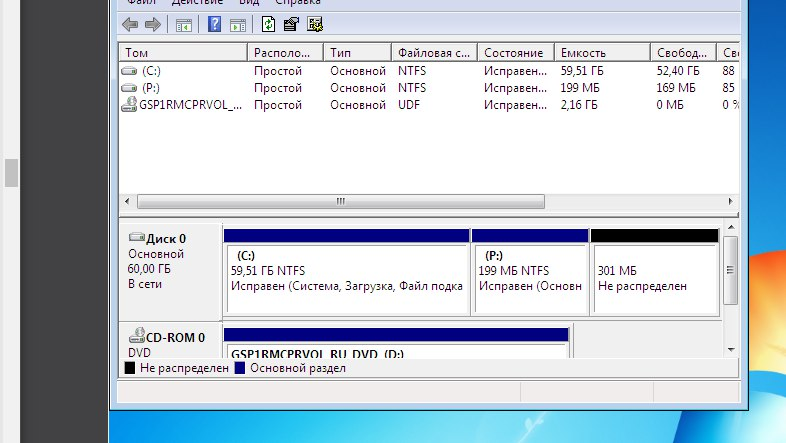 Файл Действие Вид Справка
Том Располо... Тип Файловая с... Состояние Емкость Свобод... Сво
(C:) Простой Основной NTFS Исправен... 59,51 ГБ 52,40 ГБ 88
(P:) Простой Основной NTFS Исправен... 199 МБ 169 МБ 85
GSP1RMCPRVOL_... Простой Основной UDF Исправен... 2,16 ГБ 0 МБ 0 %
Диск 0
Основной
60,00 ГБ
В сети
(C:)
59,51 ГБ NTFS
Исправен (Система, Загрузка, Файл подка
(P:)
199 МБ NTFS
Исправен (Основн
301 МБ
Не распределен
CD-ROM 0
DVD
GSP1RMCPRVOL_RU_DVD (D:)
Не распределен Основной раздел